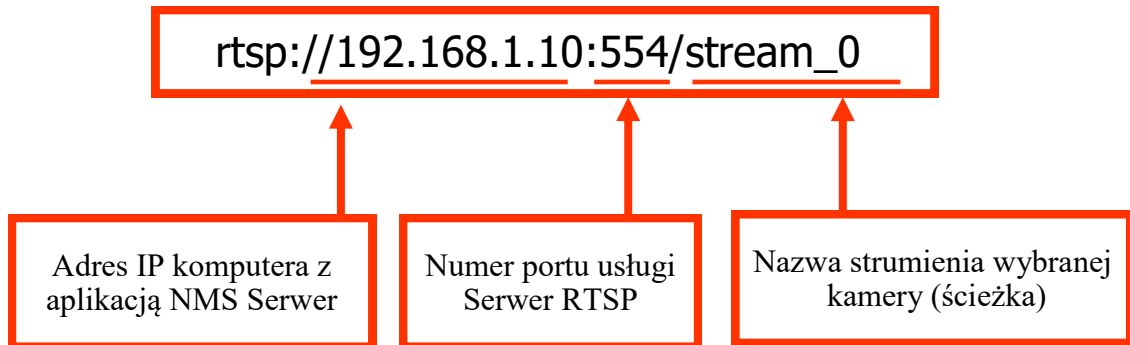 rtsp://192.168.1.10:554/stream_0
Adres IP komputera z
aplikacją NMS Serwer
Numer portu usługi
Serwer RTSP
Nazwa strumienia wybranej
kamery (ścieżka)